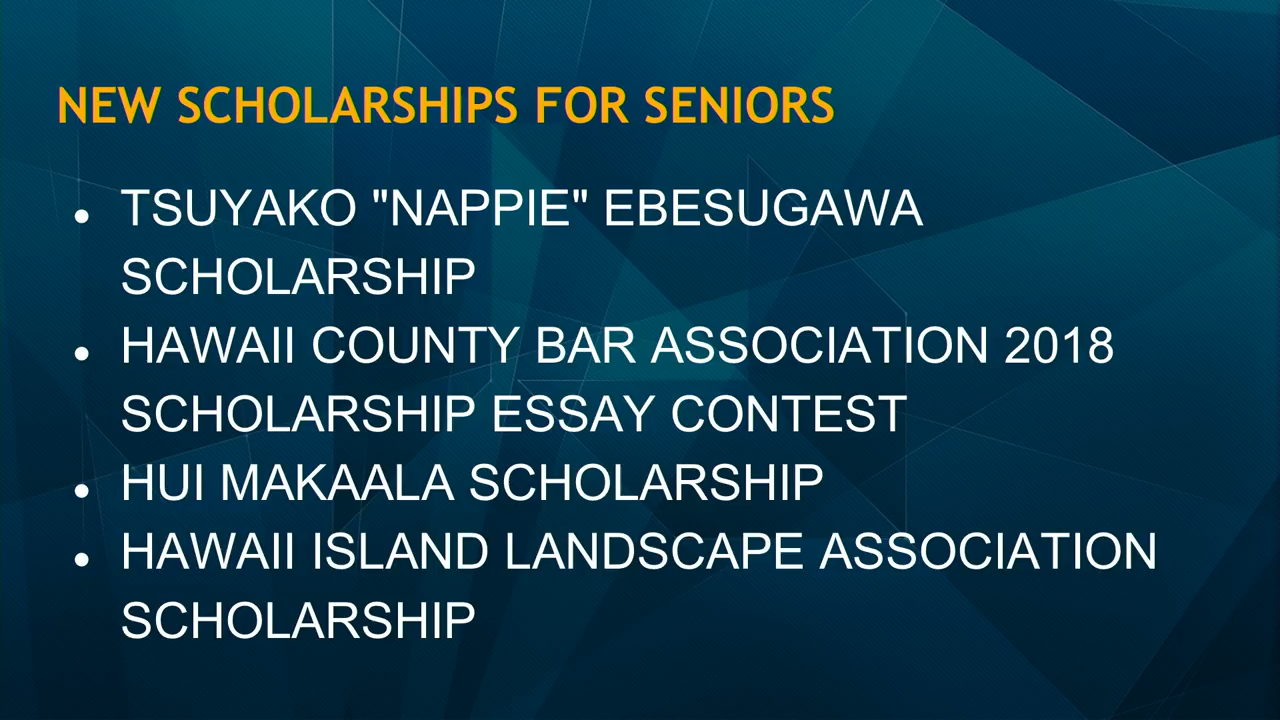 NEW SCHOLARSHIPS FOR SENIORS
TSUYAKO "NAPPIE" EBESUGAWA
SCHOLARSHIP
HAWAII COUNTY BAR ASSOCIATION 2018
SCHOLARSHIP ESSAY CONTEST
HUI MAKAALA SCHOLARSHIP
HAWAII ISLAND LANDSCAPE ASSOCIATION
SCHOLARSHIP